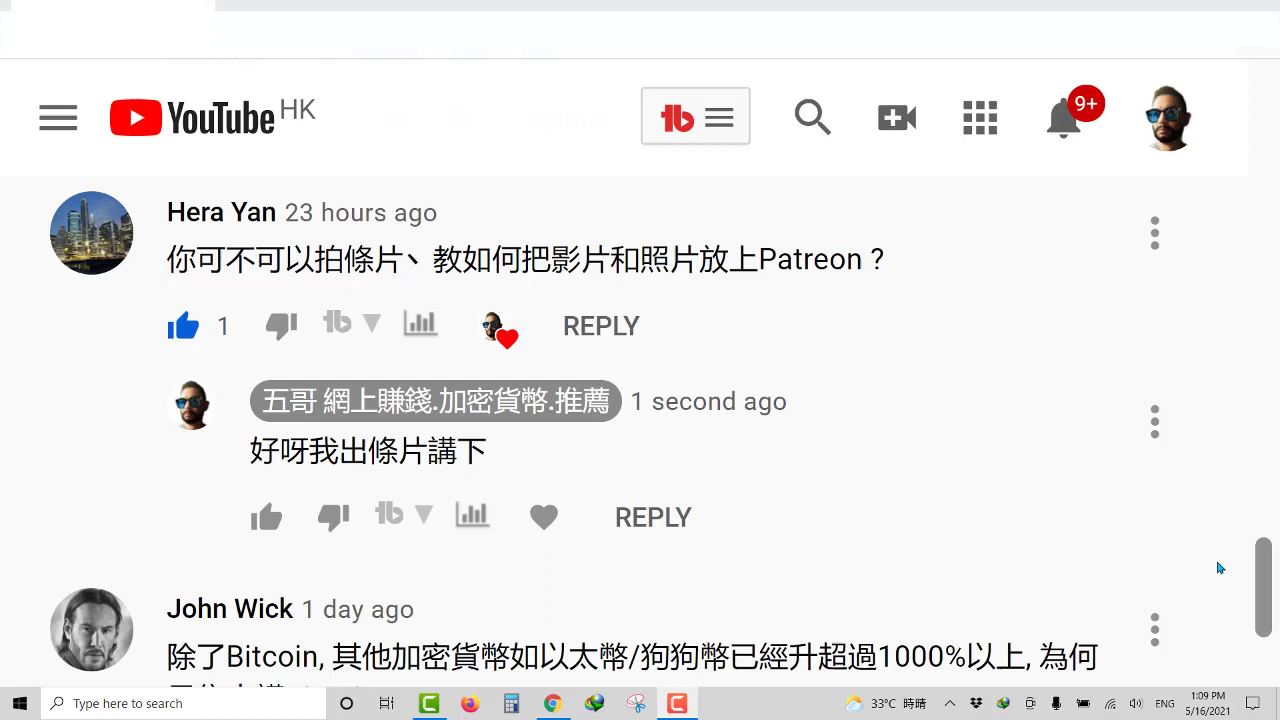 YouTube HK
9+
Hera Yan 23 hours ago
你可不可以拍條片丶 教如何把影片和照片放上Patreon ?
1 REPLY
五哥 網上賺錢.加密貨幣.推薦 1 second ago
好呀我出條片講下
REPLY
John Wick 1 day ago
除了Bitcoin, 其他加密貨幣如以太幣/狗狗幣已經升超過1000%以上, 為何
Type here to search
33°C 時晴
ENG
1:09 PM
5/16/2021